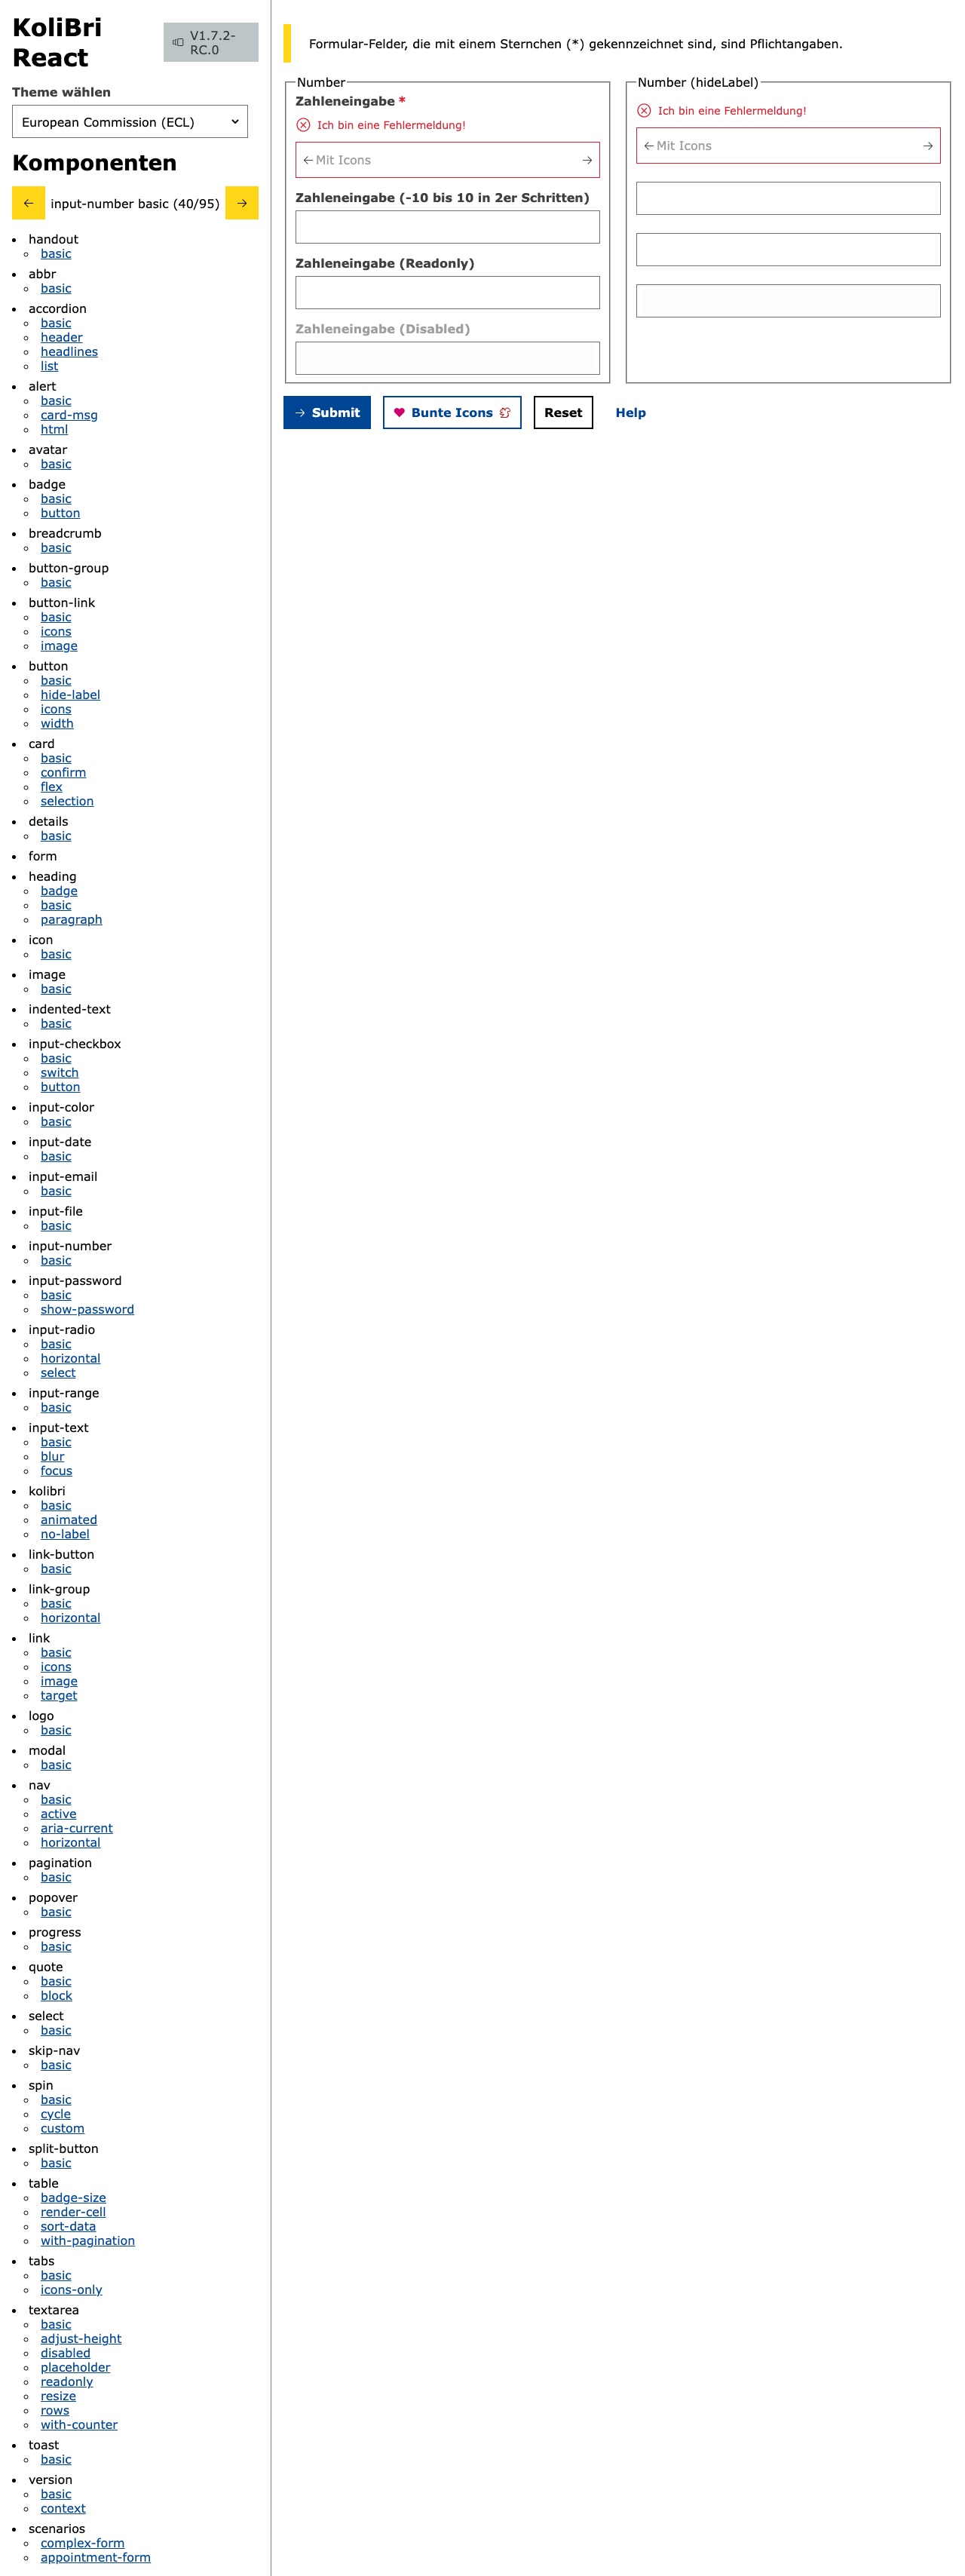 KoliBri
React
V1.7.2-
RC.0
Theme wählen
European Commission (ECL)
Komponenten
input-number basic (40/95)
handout
basic
abbr
basic
accordion
basic
header
headlines
list
alert
basic
card-msg
html
avatar
basic
badge
basic
button
breadcrumb
basic
button-group
basic
button-link
basic
icons
image
button
basic
hide-label
icons
width
card
basic
confirm
flex
selection
details
basic
form
heading
badge
basic
paragraph
icon
basic
image
basic
indented-text
basic
input-checkbox
basic
switch
button
input-color
basic
input-date
basic
input-email
basic
input-file
basic
input-number
basic
input-password
basic
show-password
input-radio
basic
horizontal
select
input-range
basic
input-text
basic
blur
focus
kolibri
basic
animated
no-label
link-button
basic
link-group
basic
horizontal
link
basic
icons
image
target
logo
basic
modal
basic
nav
basic
active
aria-current
horizontal
pagination
basic
popover
basic
progress
basic
quote
basic
block
select
basic
skip-nav
basic
spin
basic
cycle
custom
split-button
basic
table
badge-size
render-cell
sort-data
with-pagination
tabs
basic
icons-only
textarea
basic
adjust-height
disabled
placeholder
readonly
resize
rows
with-counter
toast
basic
version
basic
context
scenarios
complex-form
appointment-form
Formular-Felder, die mit einem Sternchen (*) gekennzeichnet sind, sind Pflichtangaben.
Number
Zahleneingabe *
Ich bin eine Fehlermeldung!
Mit Icons
Zahleneingabe (-10 bis 10 in 2er Schritten)
Zahleneingabe (Readonly)
Zahleneingabe (Disabled)
Number (hideLabel)
Ich bin eine Fehlermeldung!
Mit Icons
Submit
Bunte Icons
Reset
Help